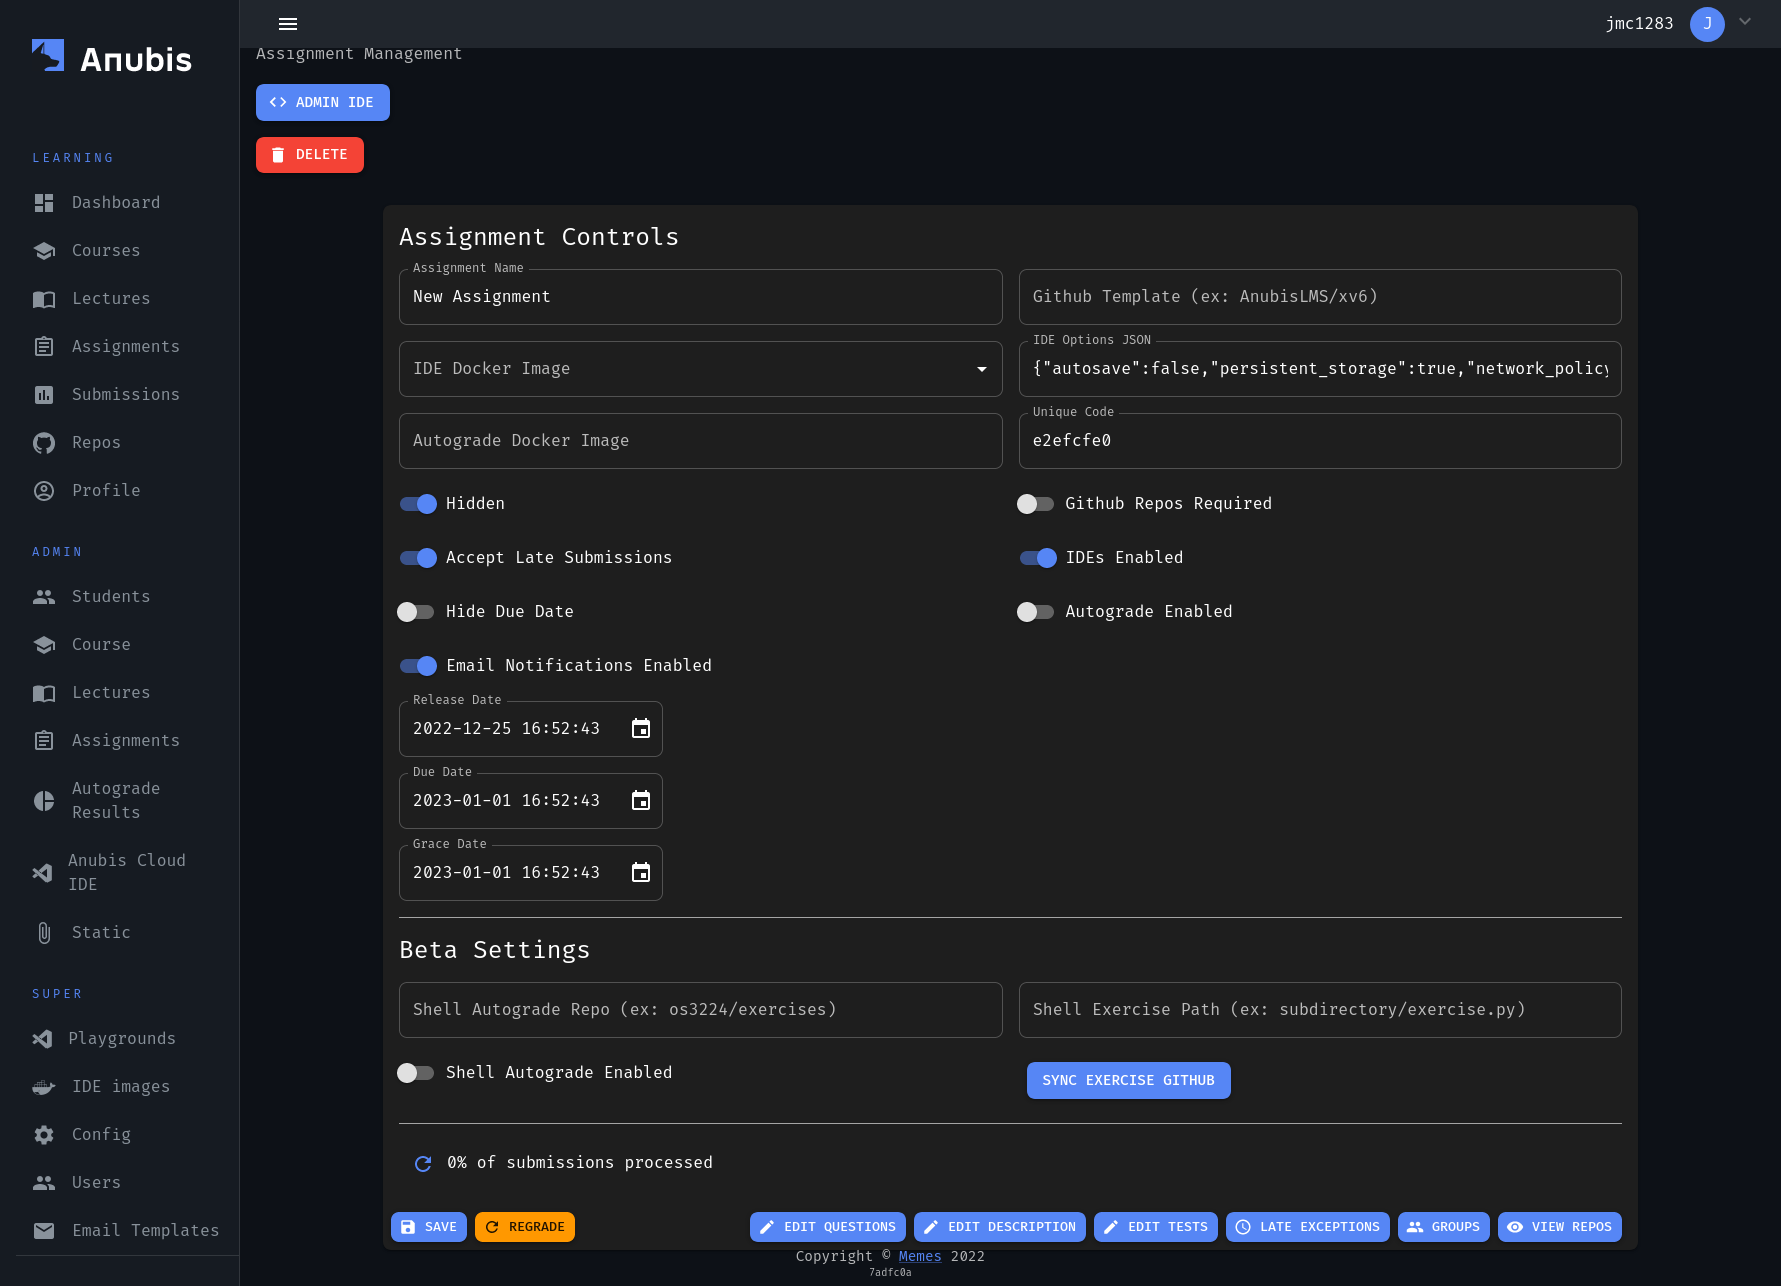 Anubis
LEARNING
Dashboard
Courses
Lectures
Assignments
Submissions
Repos
Profile
ADMIN
Students
Course
Lectures
Assignments
Autograde
Results
Anubis Cloud
IDE
Static
SUPER
Playgrounds
IDE images
Config
Users
Email Templates
jmc1283
J
Assignment Management
ADMIN IDE
DELETE
Assignment Controls
Assignment Name
New Assignment
Github Template (ex: AnubisLMS/xv6)
IDE Docker Image
IDE Options JSON
{"autosave":false,"persistent_storage":true,"network_policy
Autograde Docker Image
Unique Code
e2efcfe0
Hidden
Github Repos Required
Accept Late Submissions
IDEs Enabled
Hide Due Date
Autograde Enabled
Email Notifications Enabled
Release Date
2022-12-25 16:52:43
Due Date
2023-01-01 16:52:43
Grace Date
2023-01-01 16:52:43
Beta Settings
Shell Autograde Repo (ex: os3224/exercises)
Shell Exercise Path (ex: subdirectory/exercise.py)
Shell Autograde Enabled
SYNC EXERCISE GITHUB
0% of submissions processed
SAVE
REGRADE
EDIT QUESTIONS
EDIT DESCRIPTION
EDIT TESTS
LATE EXCEPTIONS
GROUPS
VIEW REPOS
Copyright © Memes 2022
7adfc0a